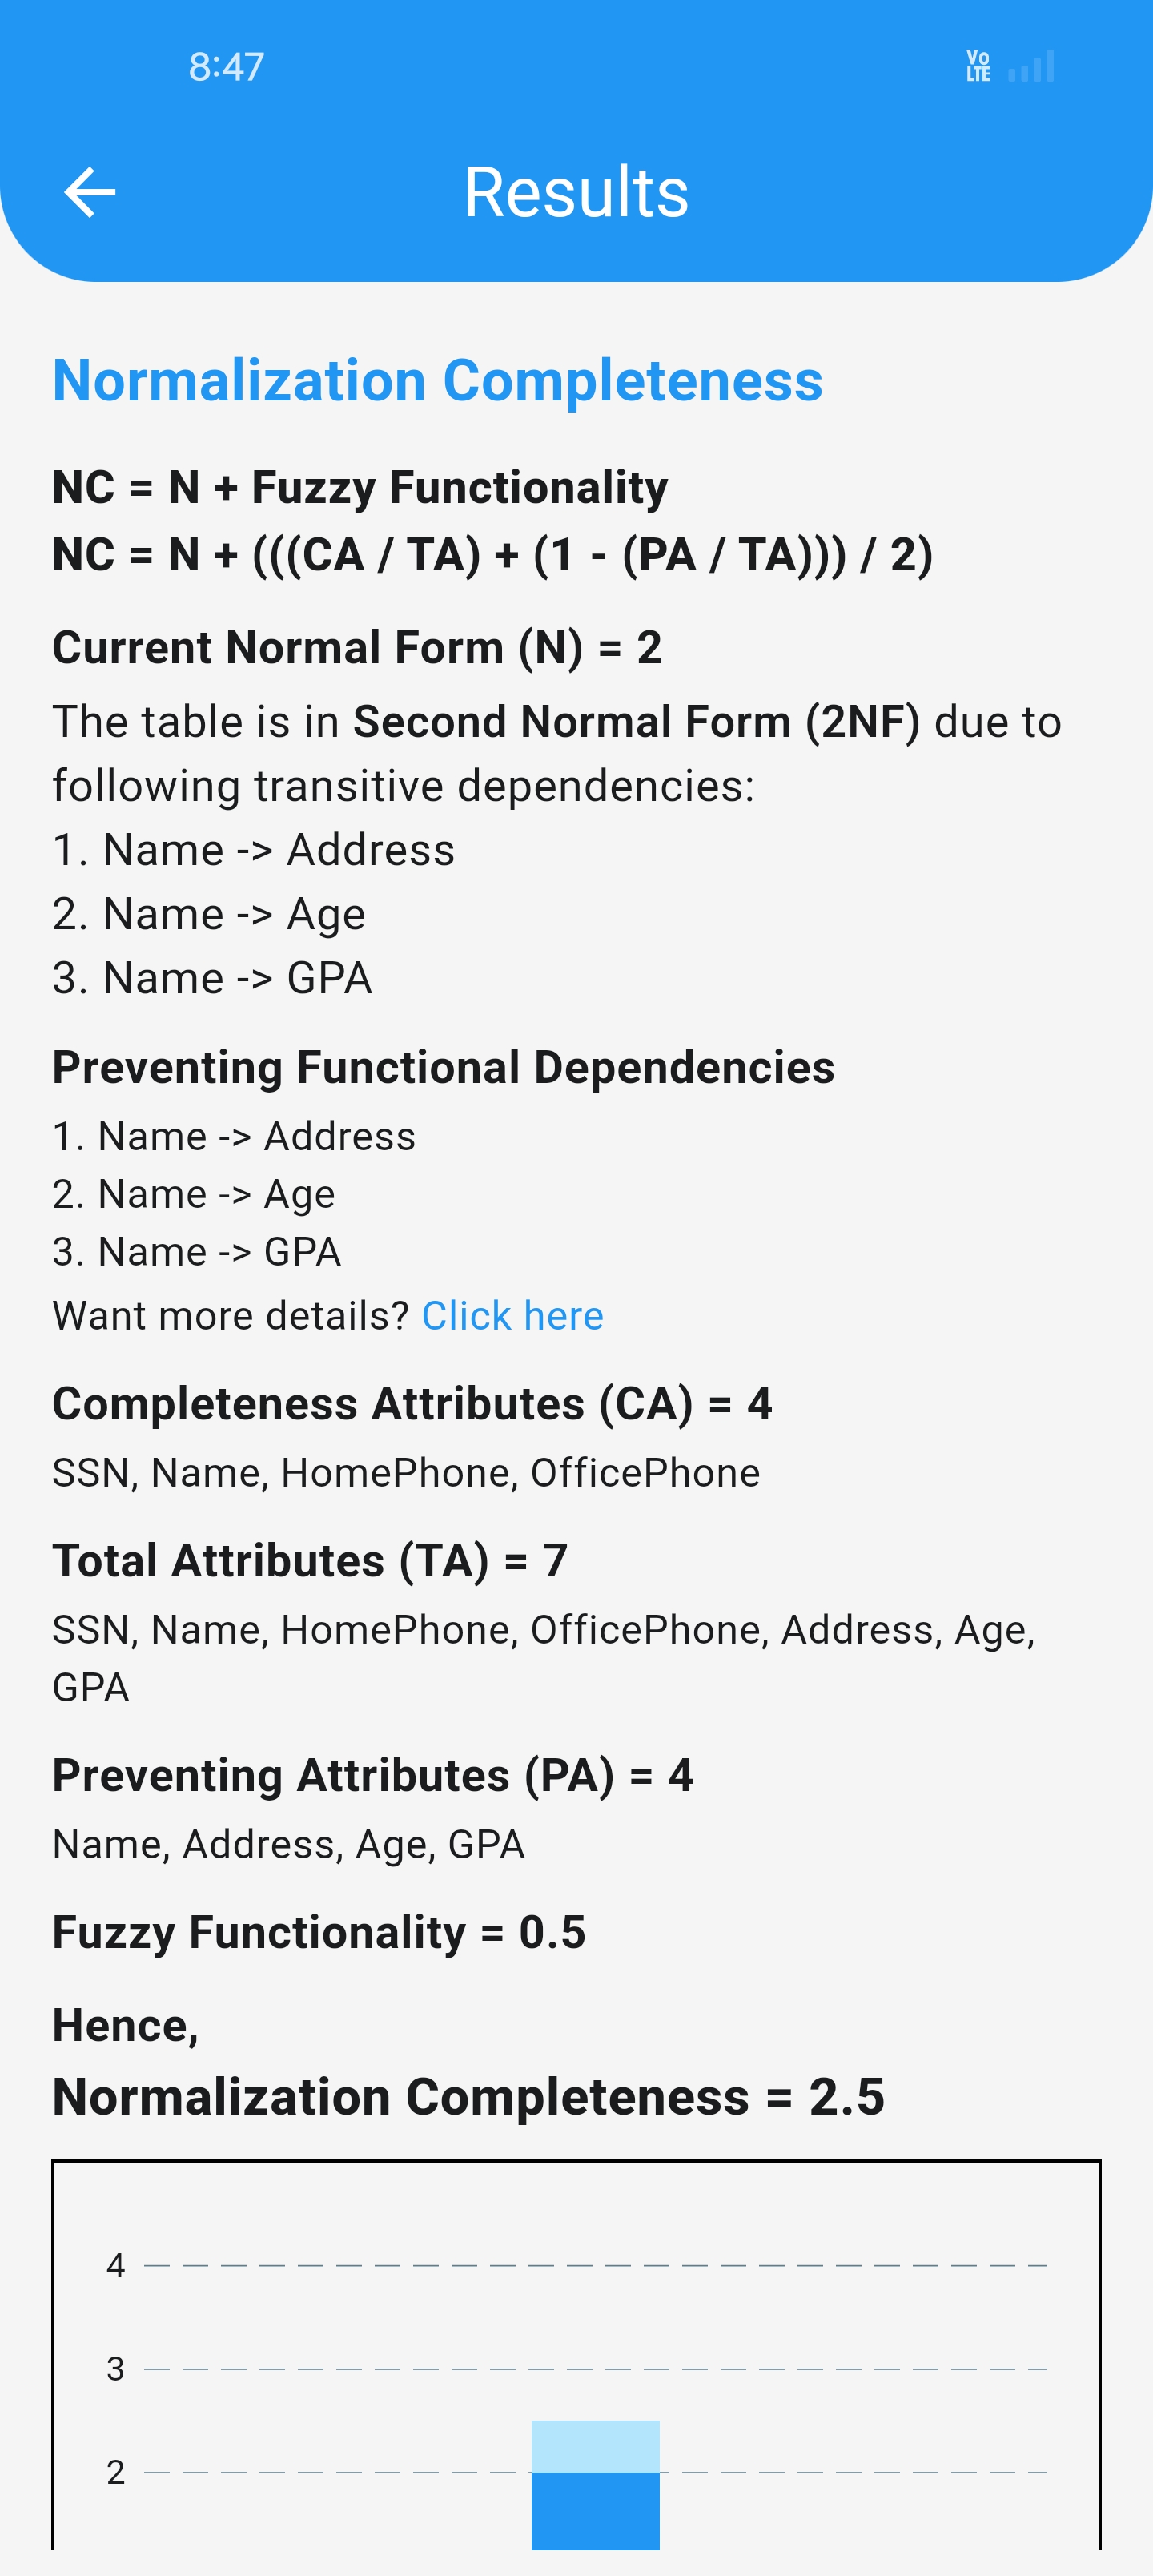 8:47
Vo
LTE
Results
Normalization Completeness
NC = N + Fuzzy Functionality
NC = N + (((CA / TA) + (1 - (PA / TA))) / 2)
Current Normal Form (N) = 2
The table is in Second Normal Form (2NF) due to
following transitive dependencies:
1. Name -> Address
2. Name -> Age
3. Name -> GPA
Preventing Functional Dependencies
1. Name -> Address
2. Name -> Age
3. Name -> GPA
Want more details? Click here
Completeness Attributes (CA) = 4
SSN, Name, HomePhone, OfficePhone
Total Attributes (TA) = 7
SSN, Name, HomePhone, OfficePhone, Address, Age,
GPA
Preventing Attributes (PA) = 4
Name, Address, Age, GPA
Fuzzy Functionality = 0.5
Hence,
Normalization Completeness = 2.5
4
3
2